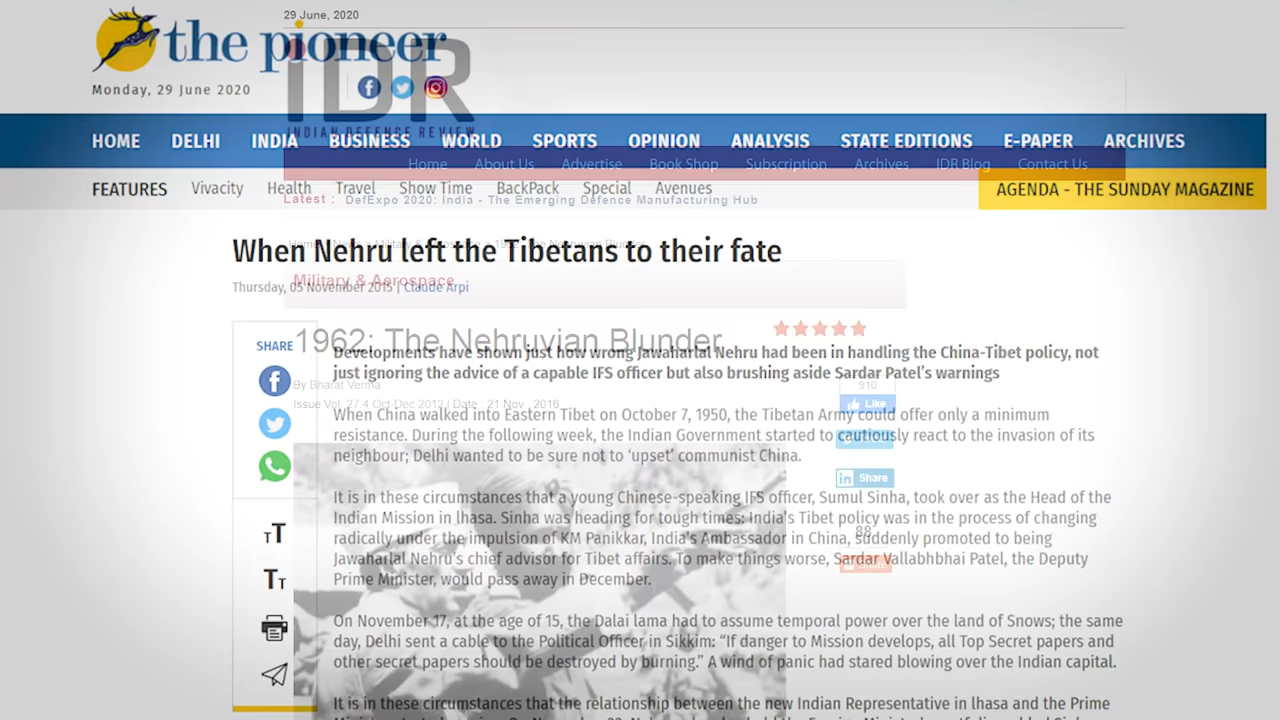 29 June, 2020
the pioneer
Monday, 29 June 2020
IDR
INDIAN DEFENCE REVIEW
HOME DELHI INDIA BUSINESS WORLD SPORTS OPINION ANALYSIS STATE EDITIONS E-PAPER ARCHIVES
Home About Us Advertise Book Shop Subscription Archives IDR Blog Contact Us
FEATURES Vivacity Health Travel Show Time BackPack Special Avenues AGENDA - THE SUNDAY MAGAZINE
Latest : DefExpo 2020: India - The Emerging Defence Manufacturing Hub
When Nehru left the Tibetans to their fate
Military & Aerospace
Thursday, 05 November 2015 | Claude Arpi
1962: The Nehruvian Blunder
SHARE
Developments have shown just how wrong Jawaharlal Nehru had been in handling the China-Tibet policy, not
just ignoring the advice of a capable IFS officer but also brushing aside Sardar Patel's warnings
By Bharat Verma
910
Issue Vol. 27.4 Oct-Dec 2012 | Date : 21 Nov , 2016
Like
When China walked into Eastern Tibet on October 7, 1950, the Tibetan Army could offer only a minimum
resistance. During the following week, the Indian Government started to cautiously react to the invasion of its
neighbour; Delhi wanted to be sure not to ‘upset’ communist China.
Share
It is in these circumstances that a young Chinese-speaking IFS officer, Sumul Sinha, took over as the Head of the
Indian Mission in lhasa. Sinha was heading for tough times: India's Tibet policy was in the process of changing
radically under the impulsion of KM Panikkar, India's Ambassador in China, suddenly promoted to being
Jawaharlal Nehru's chief advisor for Tibet affairs. To make things worse, Sardar Vallabhbhai Patel, the Deputy
Prime Minister, would pass away in December.
88
Share
TT
TT
On November 17, at the age of 15, the Dalai lama had to assume temporal power over the land of Snows; the same
day, Delhi sent a cable to the Political Officer in Sikkim: “If danger to Mission develops, all Top Secret papers and
other secret papers should be destroyed by burning.” A wind of panic had stared blowing over the Indian capital.
It is in these circumstances that the relationship between the new Indian Representative in lhasa and the Prime